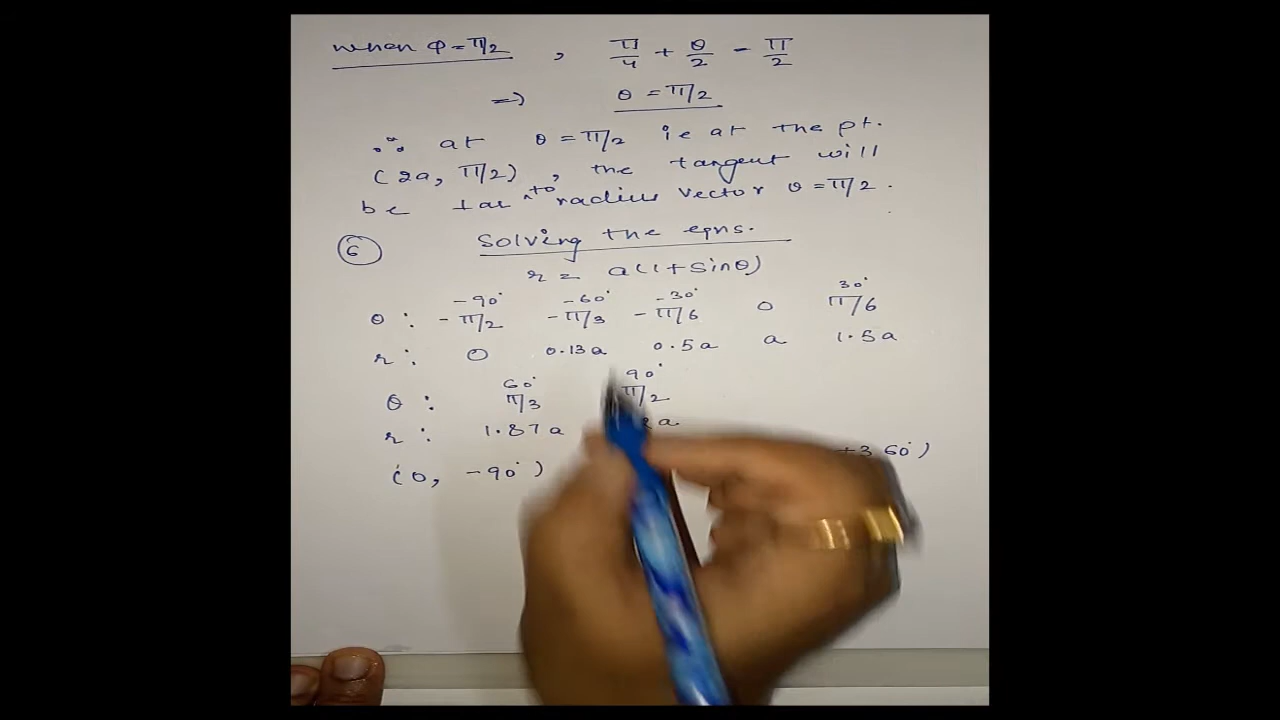 when φ = π/2 , π/4 + θ/2 - π/2
=> θ = π/2
∴ at θ = π/2 ie at the pt.
(2a, π/2) , the tangent will
be ⊥ar to radius vector θ = π/2 .
6 Solving the eqns.
r = a(1+sinθ)
-90° -60° -30° 30°
θ : -π/2 -π/3 -π/6 0 π/6
r : 0 0.13a 0.5a a 1.5a
60° 90°
θ : π/3 π/2
r : 1.87a 2a
(0, -90°) +360°)